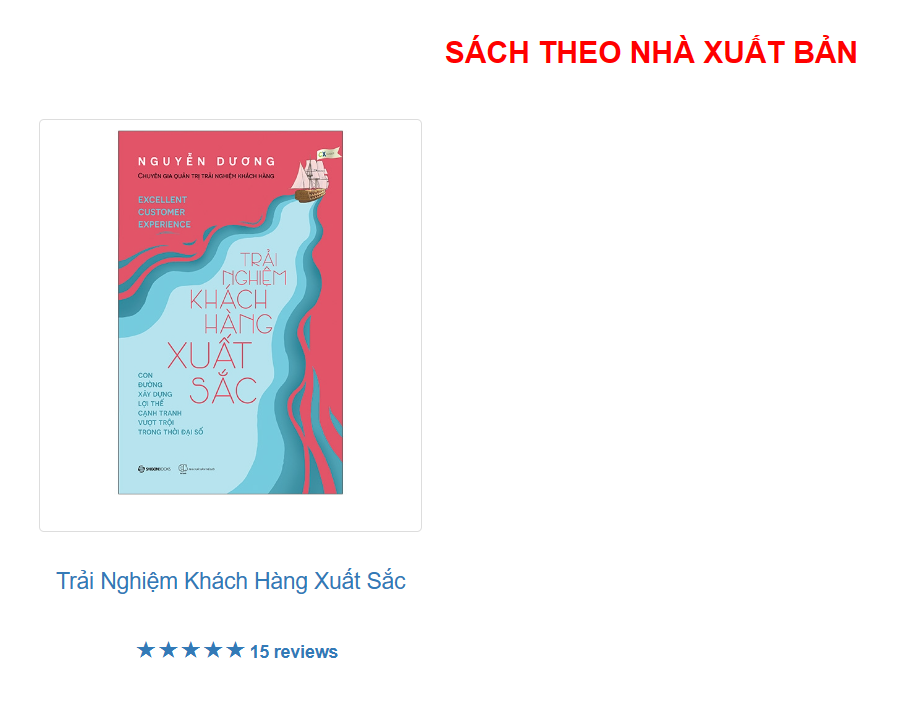 SÁCH THEO NHÀ XUẤT BẢN
NGUYỄN DƯƠNG
CHUYÊN GIA QUẢN TRỊ TRẢI NGHIỆM KHÁCH HÀNG
EXCELLENT
CUSTOMER
EXPERIENCE
TRẢI
NGHIỆM
KHÁCH
HÀNG
XUẤT
SẮC
CON
ĐƯỜNG
XÂY DỰNG
LỢI THẾ
CẠNH TRANH
VƯỢT TRỘI
TRONG THỜI ĐẠI SỐ
SAIGONBOOKS
Trải Nghiệm Khách Hàng Xuất Sắc
★★★★★ 15 reviews